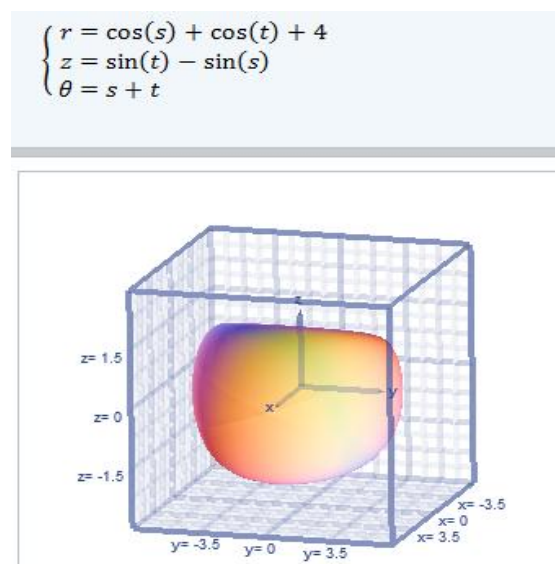 r = cos(s) + cos(t) + 4
z = sin(t) − sin(s)
θ = s + t
z
z= 1.5
y
x
z= 0
z= -1.5
x= -3.5
x= 0
x= 3.5
y= -3.5
y= 0
y= 3.5